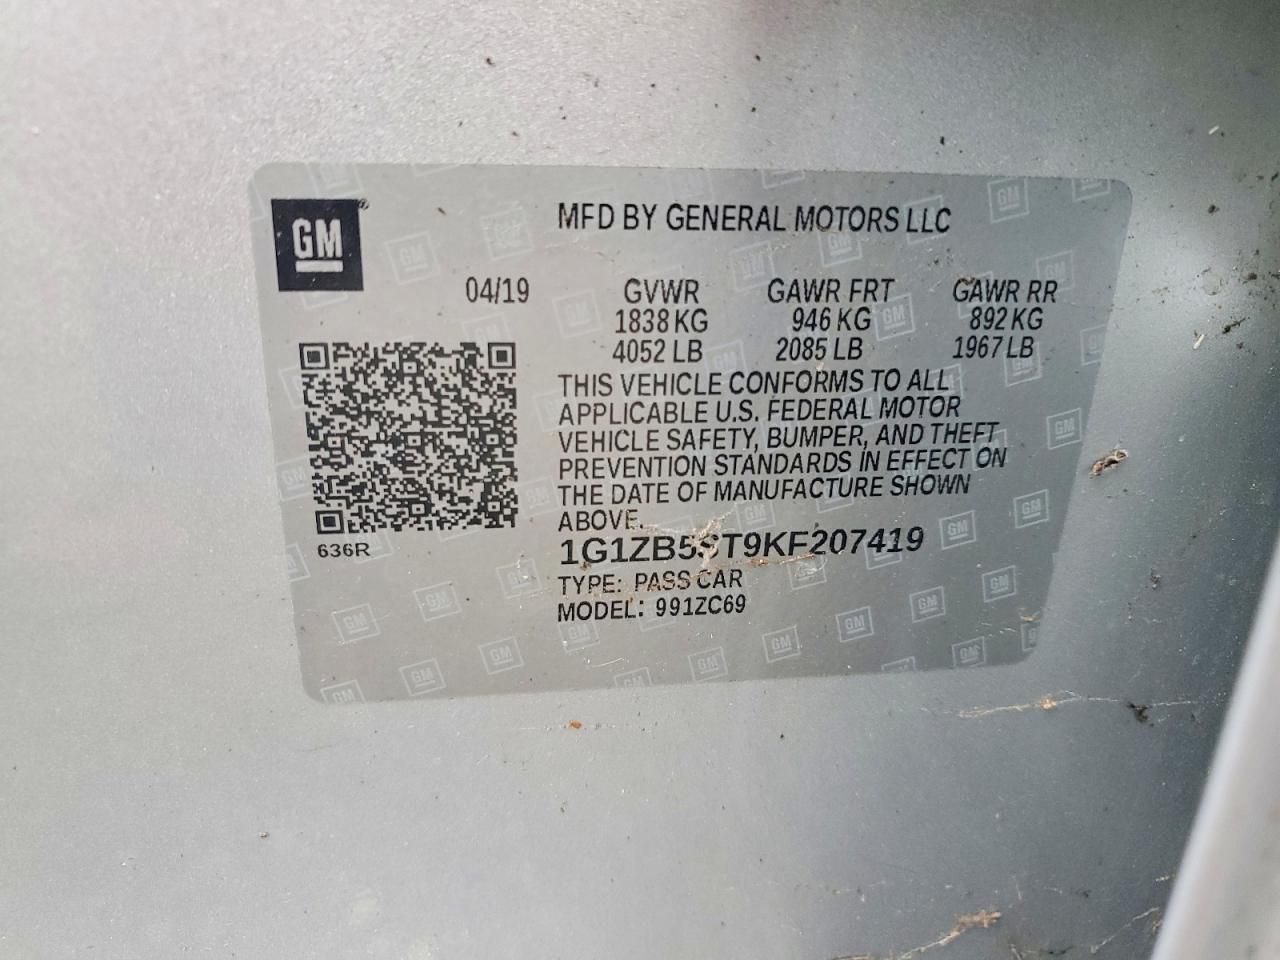 GM
MFD BY GENERAL MOTORS LLC
04/19 GVWR GAWR FRT GAWR RR
1838 KG 946 KG 892 KG
4052 LB 2085 LB 1967 LB
THIS VEHICLE CONFORMS TO ALL
APPLICABLE U.S. FEDERAL MOTOR
VEHICLE SAFETY, BUMPER, AND THEFT
PREVENTION STANDARDS IN EFFECT ON
THE DATE OF MANUFACTURE SHOWN
ABOVE.
636R
1G1ZB5ST9KF207419
TYPE: PASS CAR
MODEL: 991ZC69